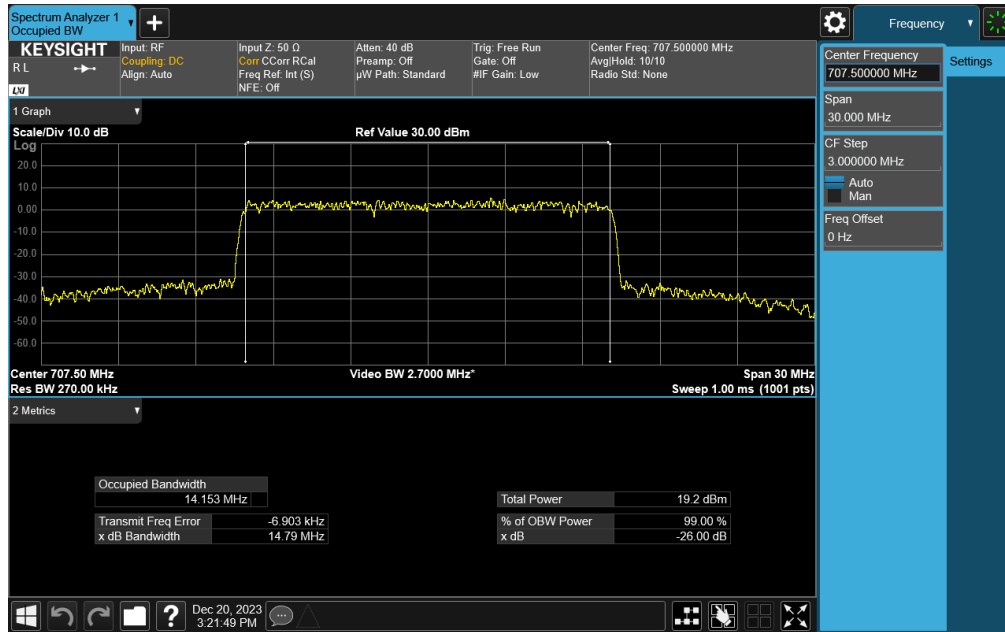 Spectrum Analyzer 1
Occupied BW
Frequency
KEYSIGHT
R L
LXI
Input: RF
Coupling: DC
Align: Auto
Input Z: 50 Ω
Corr CCorr RCal
Freq Ref: Int (S)
NFE: Off
Atten: 40 dB
Preamp: Off
µW Path: Standard
Trig: Free Run
Gate: Off
#IF Gain: Low
Center Freq: 707.500000 MHz
Avg|Hold: 10/10
Radio Std: None
Center Frequency
707.500000 MHz
Settings
Span
30.000 MHz
CF Step
3.000000 MHz
Auto
Man
Freq Offset
0 Hz
1 Graph
Scale/Div 10.0 dB
Ref Value 30.00 dBm
Log
20.0
10.0
0.00
-10.0
-20.0
-30.0
-40.0
-50.0
-60.0
Center 707.50 MHz
Video BW 2.7000 MHz*
Span 30 MHz
Res BW 270.00 kHz
Sweep 1.00 ms (1001 pts)
2 Metrics
Occupied Bandwidth
14.153 MHz
Total Power 19.2 dBm
Transmit Freq Error -6.903 kHz
% of OBW Power 99.00 %
x dB Bandwidth 14.79 MHz
x dB -26.00 dB
?
Dec 20, 2023
3:21:49 PM